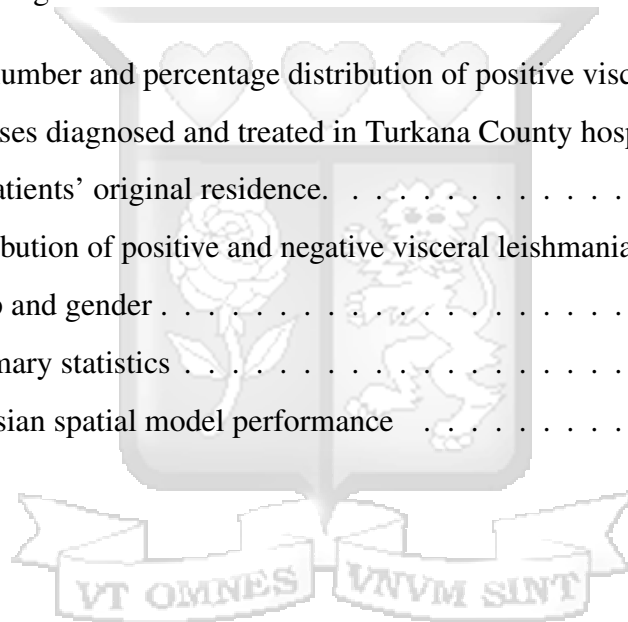 umber and percentage distribution of positive visc
ses diagnosed and treated in Turkana County hosp
atients' original residence. . . . . . . . . . . . .
bution of positive and negative visceral leishmania
and gender . . . . . . . . . . . . . . . . . . . .
mary statistics . . . . . . . . . . . . . . . . . . .
sian spatial model performance . . . . . . . . .
VT OMNES VNVM SINT